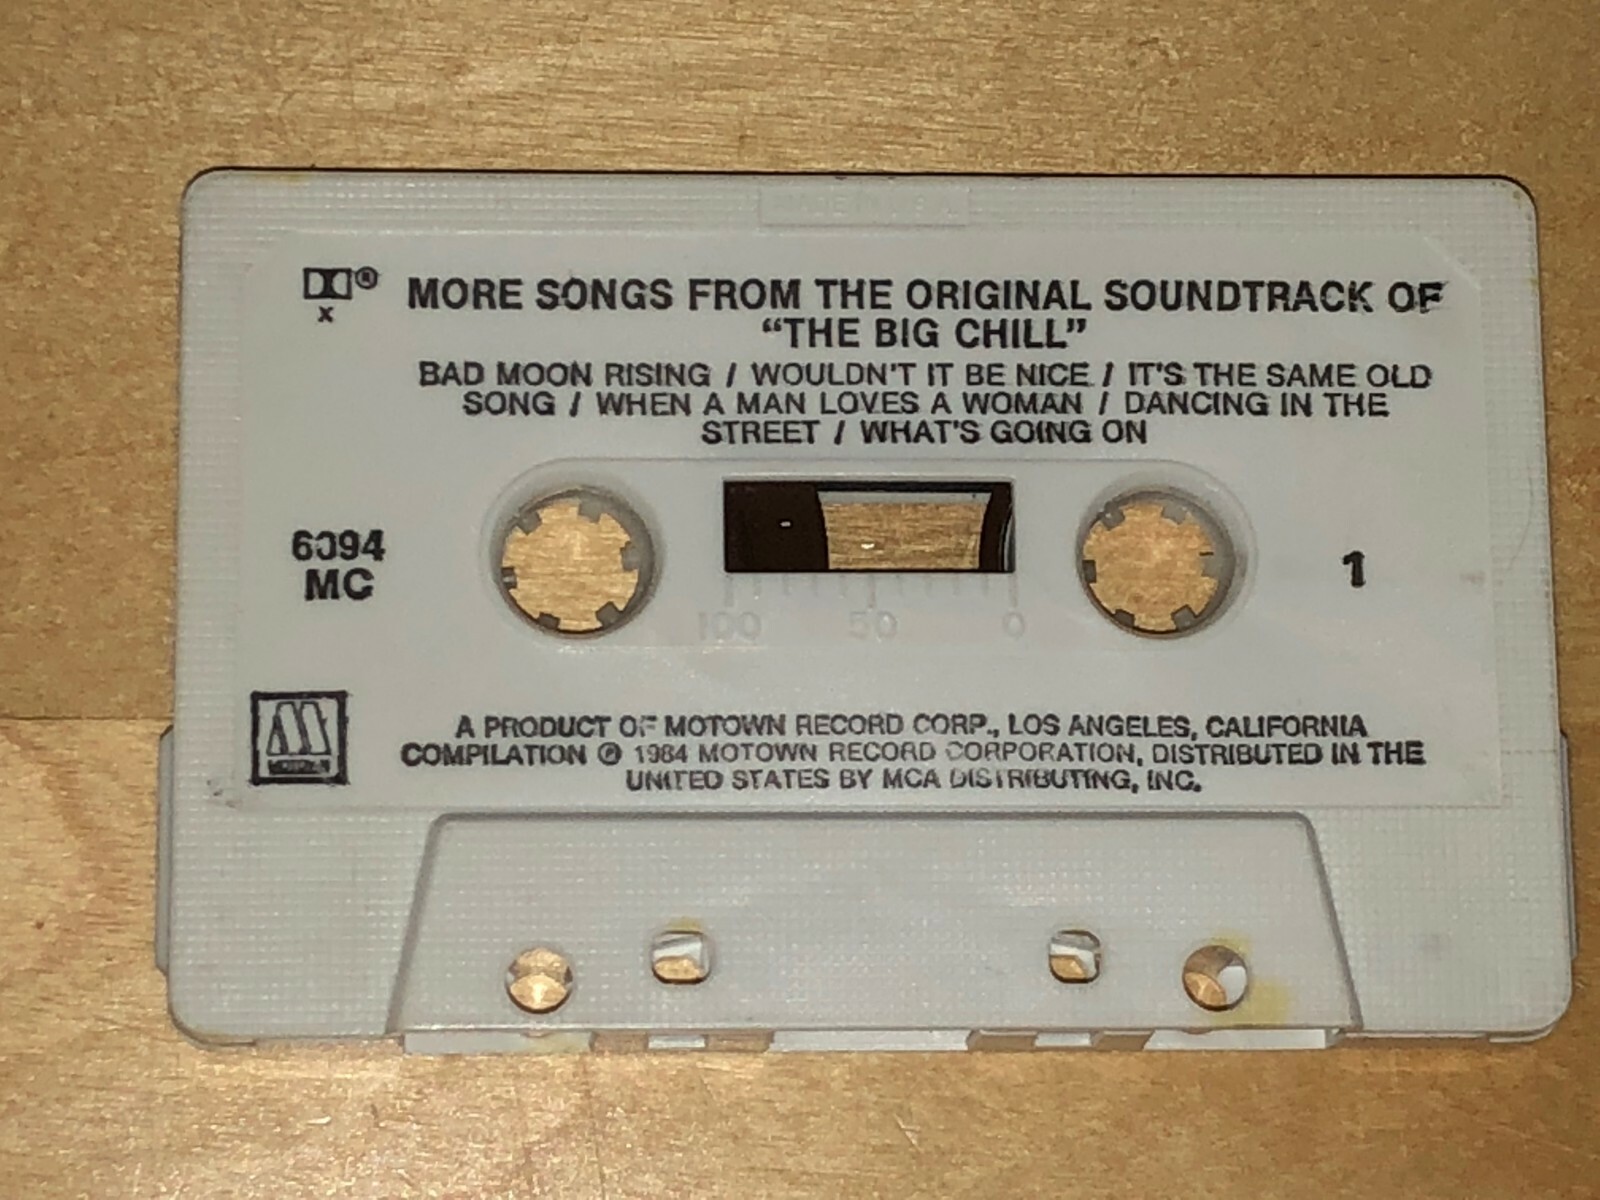 MADE IN U.S.A.
MORE SONGS FROM THE ORIGINAL SOUNDTRACK OF
"THE BIG CHILL"
BAD MOON RISING / WOULDN'T IT BE NICE / IT'S THE SAME OLD
SONG / WHEN A MAN LOVES A WOMAN / DANCING IN THE
STREET / WHAT'S GOING ON
®
x
6094
MC
1
100 50 0
A PRODUCT OF MOTOWN RECORD CORP., LOS ANGELES, CALIFORNIA
COMPILATION ℗ 1984 MOTOWN RECORD CORPORATION, DISTRIBUTED IN THE
UNITED STATES BY MCA DISTRIBUTING, INC.